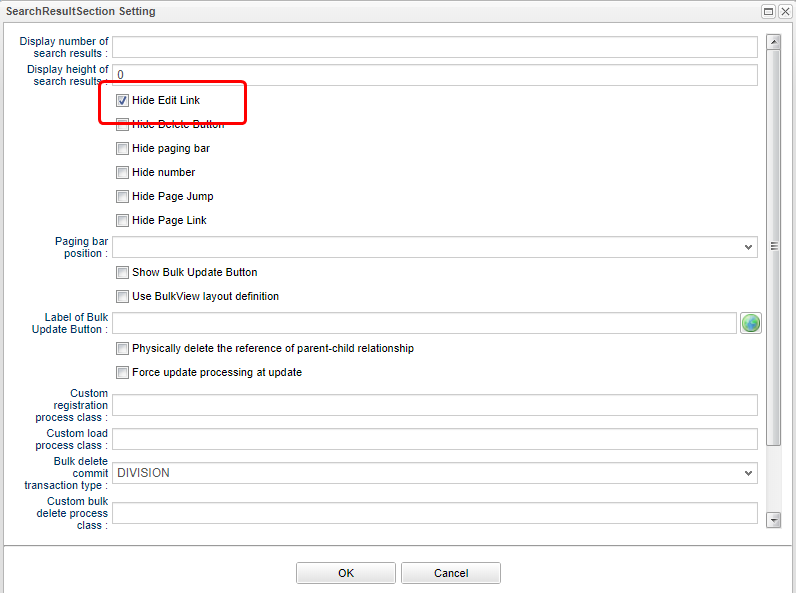 SearchResultSection Setting
Display number of
search results :
Display height of
search results :
0
Hide Edit Link
Hide Delete Button
Hide paging bar
Hide number
Hide Page Jump
Hide Page Link
Paging bar
position :
Show Bulk Update Button
Use BulkView layout definition
Label of Bulk
Update Button :
Physically delete the reference of parent-child relationship
Force update processing at update
Custom
registration
process class :
Custom load
process class :
Bulk delete
commit
transaction type :
DIVISION
Custom bulk
delete process
class :
OK
Cancel